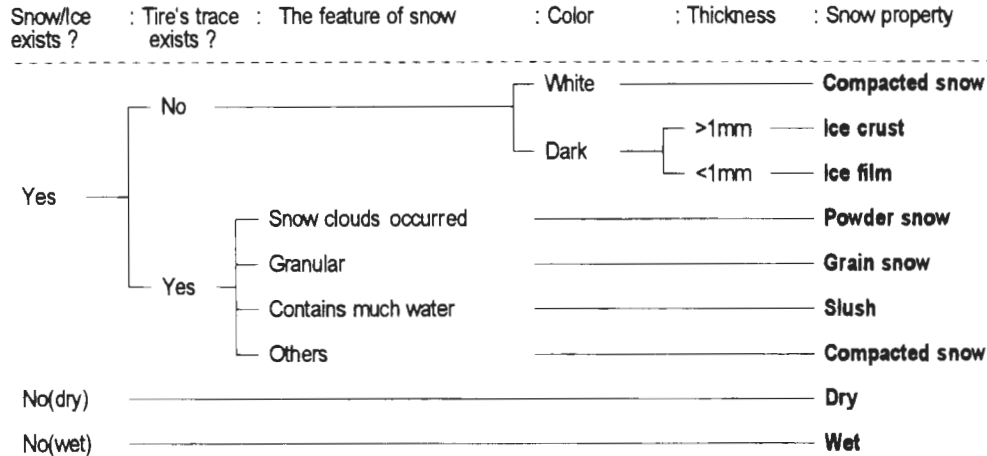 Snow/Ice : Tire's trace : The feature of snow : Color : Thickness : Snow property
exists ? exists ?
White Compacted snow
No
>1mm Ice crust
Dark
<1mm Ice film
Yes
Snow clouds occurred Powder snow
Granular Grain snow
Yes
Contains much water Slush
Others Compacted snow
No(dry) Dry
No(wet) Wet